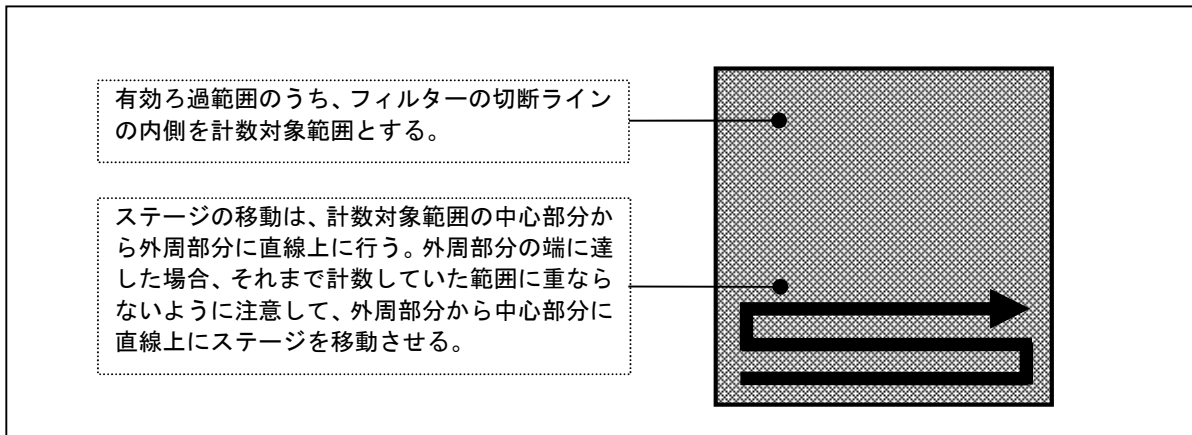 有効ろ過範囲のうち、フィルターの切断ライン
の内側を計数対象範囲とする。
ステージの移動は、計数対象範囲の中心部分か
ら外周部分に直線上に行う。外周部分の端に達
した場合、それまで計数していた範囲に重なら
ないように注意して、外周部分から中心部分に
直線上にステージを移動させる。